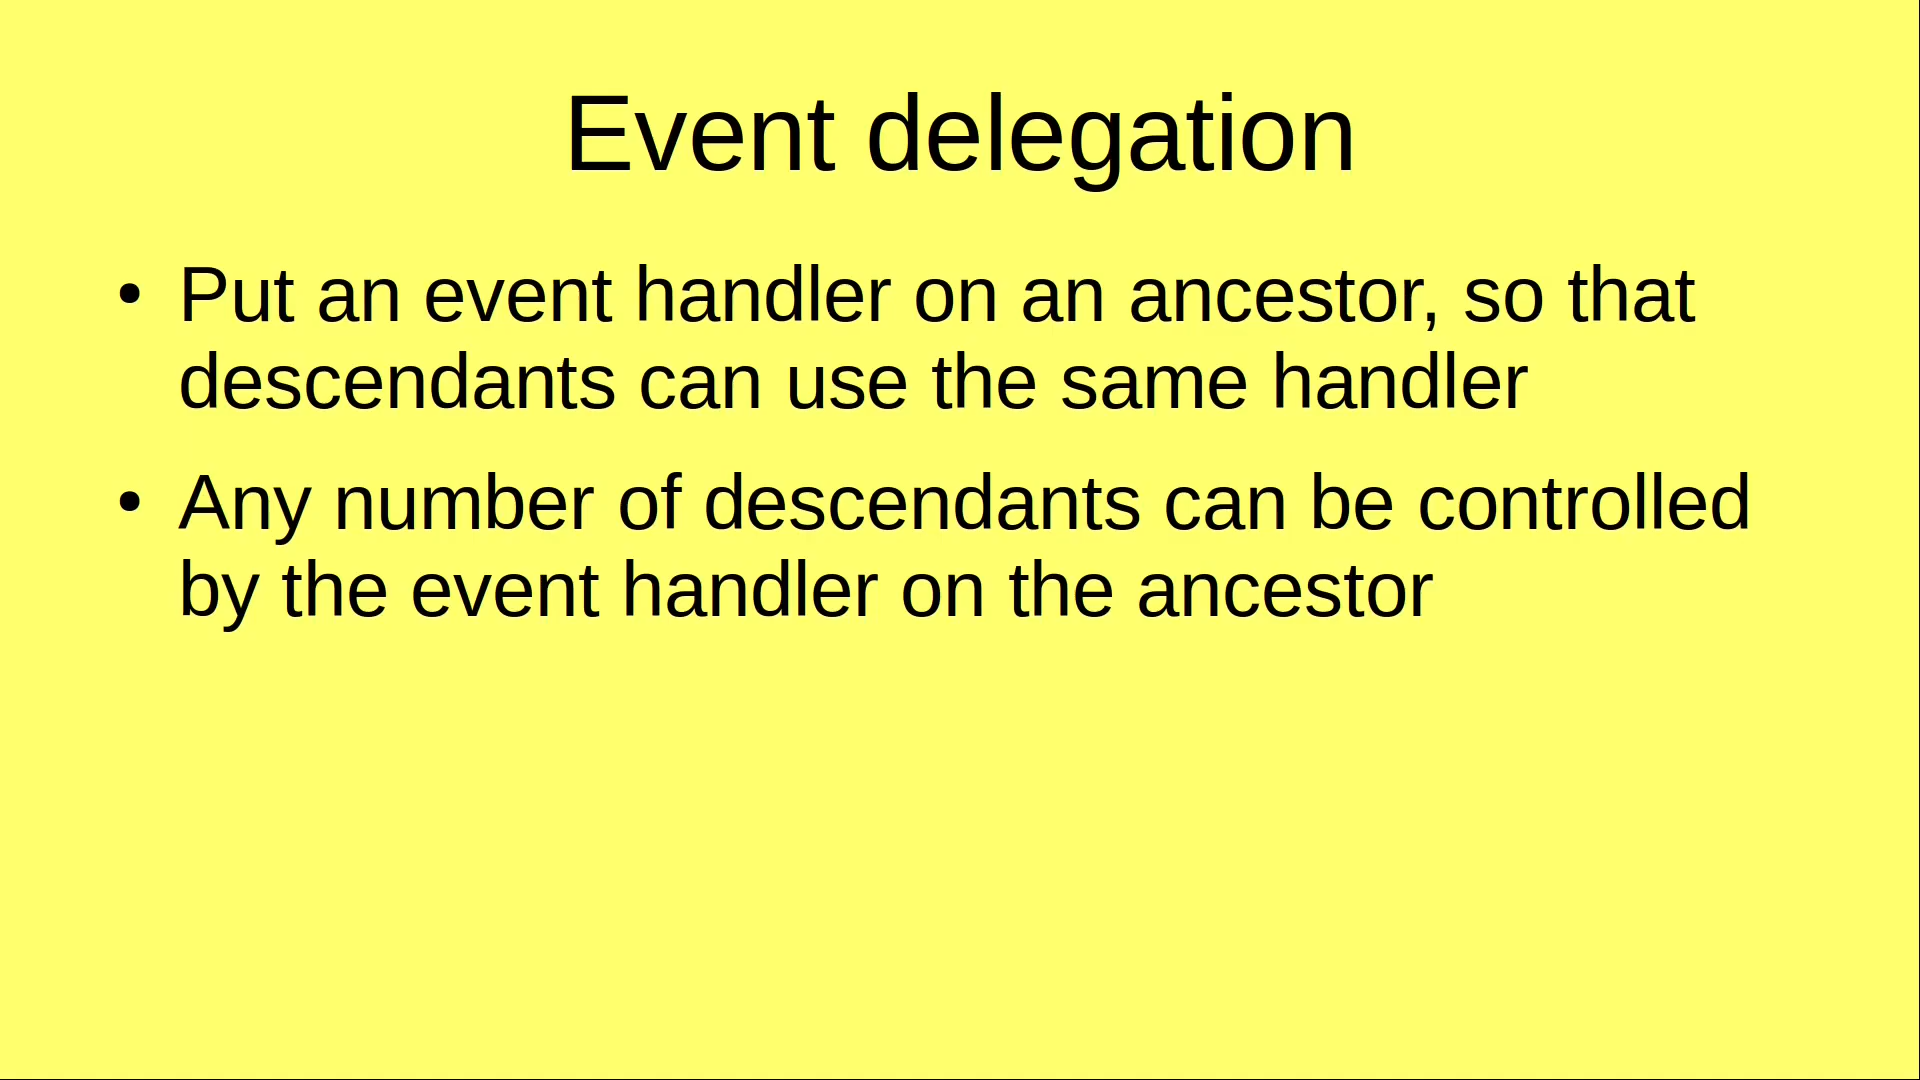 Event delegation
• Put an event handler on an ancestor, so that
descendants can use the same handler
• Any number of descendants can be controlled
by the event handler on the ancestor